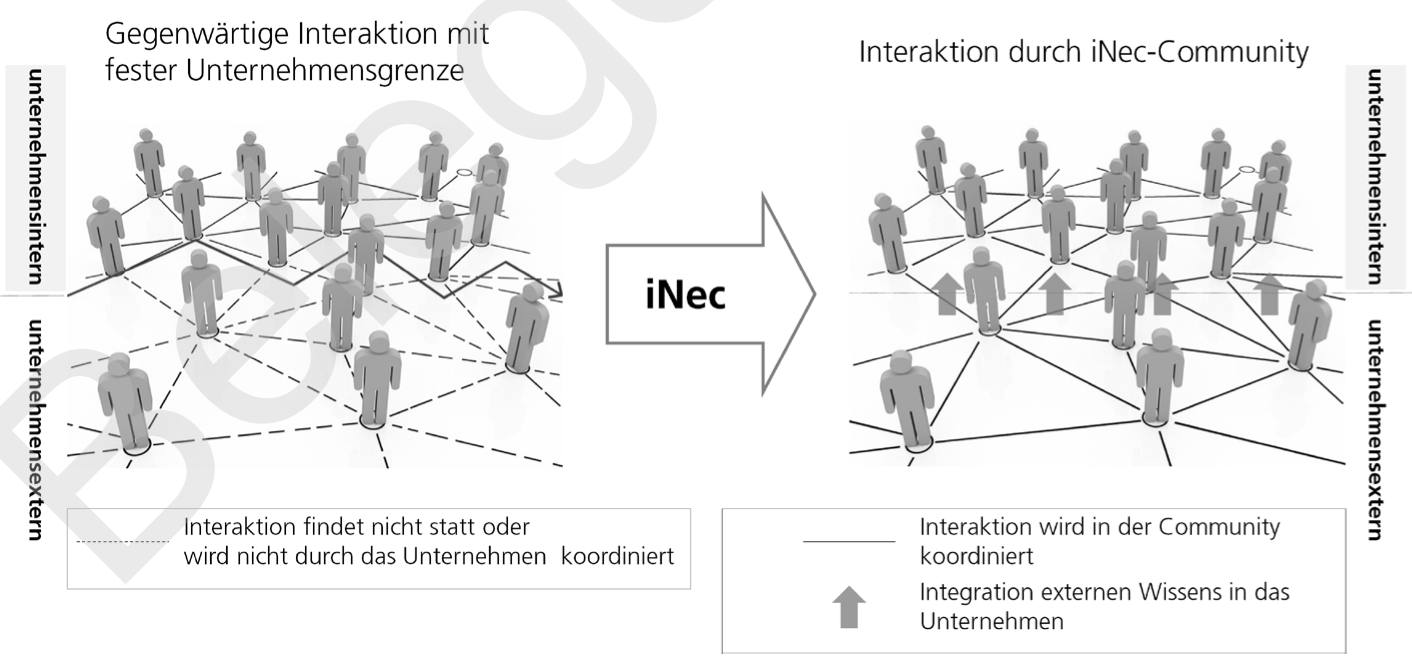 Gegenwärtige Interaktion mit
fester Unternehmensgrenze
Interaktion durch iNec-Community
unternehmensintern
unternehmensextern
iNec
unternehmensintern
unternehmensextern
Interaktion findet nicht statt oder
wird nicht durch das Unternehmen koordiniert
Interaktion wird in der Community
koordiniert
Integration externen Wissens in das
Unternehmen